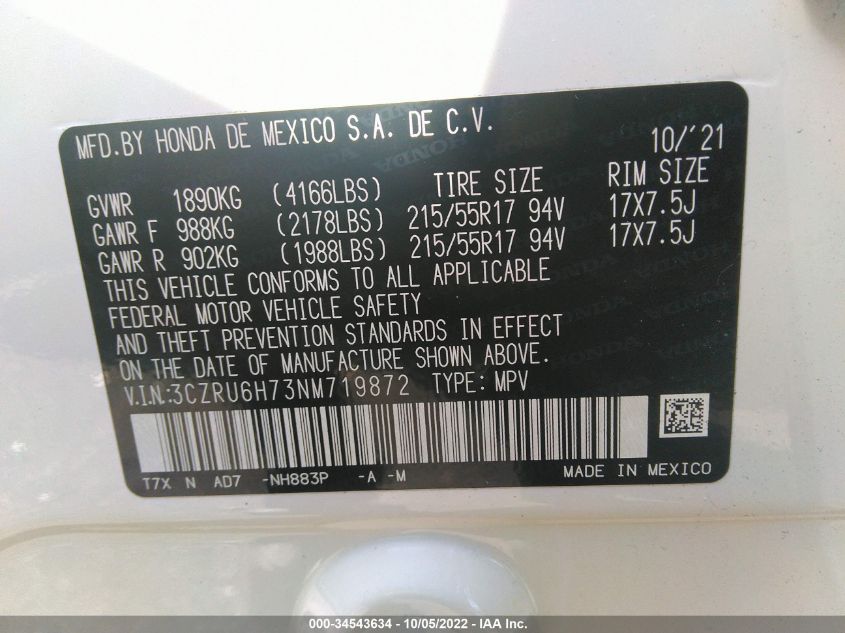 MFD.BY HONDA DE MEXICO S.A. DE C.V. 10/'21
GVWR 1890KG (4166LBS) TIRE SIZE RIM SIZE
GAWR F 988KG (2178LBS) 215/55R17 94V 17X7.5J
GAWR R 902KG (1988LBS) 215/55R17 94V 17X7.5J
THIS VEHICLE CONFORMS TO ALL APPLICABLE
FEDERAL MOTOR VEHICLE SAFETY
AND THEFT PREVENTION STANDARDS IN EFFECT
ON THE DATE OF MANUFACTURE SHOWN ABOVE.
V.I.N.:3CZRU6H73NM719872 TYPE: MPV
T7X N AD7 -NH883P -A -M MADE IN MEXICO
000-34543634 - 10/05/2022 - IAA Inc.